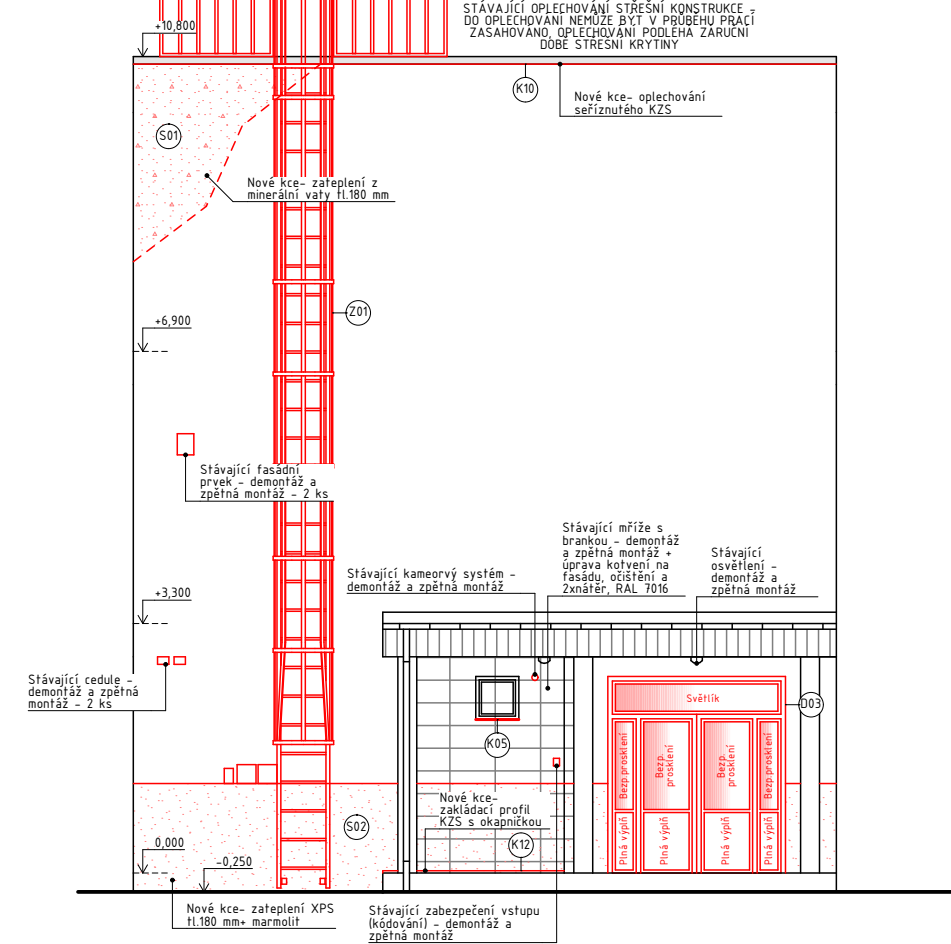 STÁVAJÍCÍ OPLECHOVÁNÍ STŘEŠNÍ KONSTRUKCE -
DO OPLECHOVÁNÍ NEMŮŽE BÝT V PRŮBĚHU PRACÍ
ZASAHOVÁNO, OPLECHOVÁNÍ PODLÉHÁ ZÁRUČNÍ
DOBĚ STŘEŠNÍ KRYTINY
+10,800
K10
Nové kce- oplechování
seříznutého KZS
S01
Nové kce- zateplení z
minerální vaty tl.180 mm
Z01
+6,900
Stávající fasádní
prvek - demontáž a
zpětná montáž - 2 ks
Stávající mříže s
brankou - demontáž
a zpětná montáž +
úprava kotvení na
fasádu, očištění a
2xnátěr, RAL 7016
Stávající
osvětlení -
demontáž a
zpětná montáž
Stávající kameorvý systém -
demontáž a zpětná montáž
+3,300
Stávající cedule -
demontáž a zpětná
montáž - 2 ks
Světlík
D03
K05
Bezp.prosklení
Bezp.
prosklení
Bezp.
prosklení
Bezp.prosklení
Nové kce-
zakládací profil
KZS s okapničkou
S02
K12
Plná výplň
Plná výplň
Plná výplň
Plná výplň
0,000
-0,250
Nové kce- zateplení XPS
tl.180 mm+ marmolit
Stávající zabezpečení vstupu
(kódování) - demontáž a
zpětná montáž